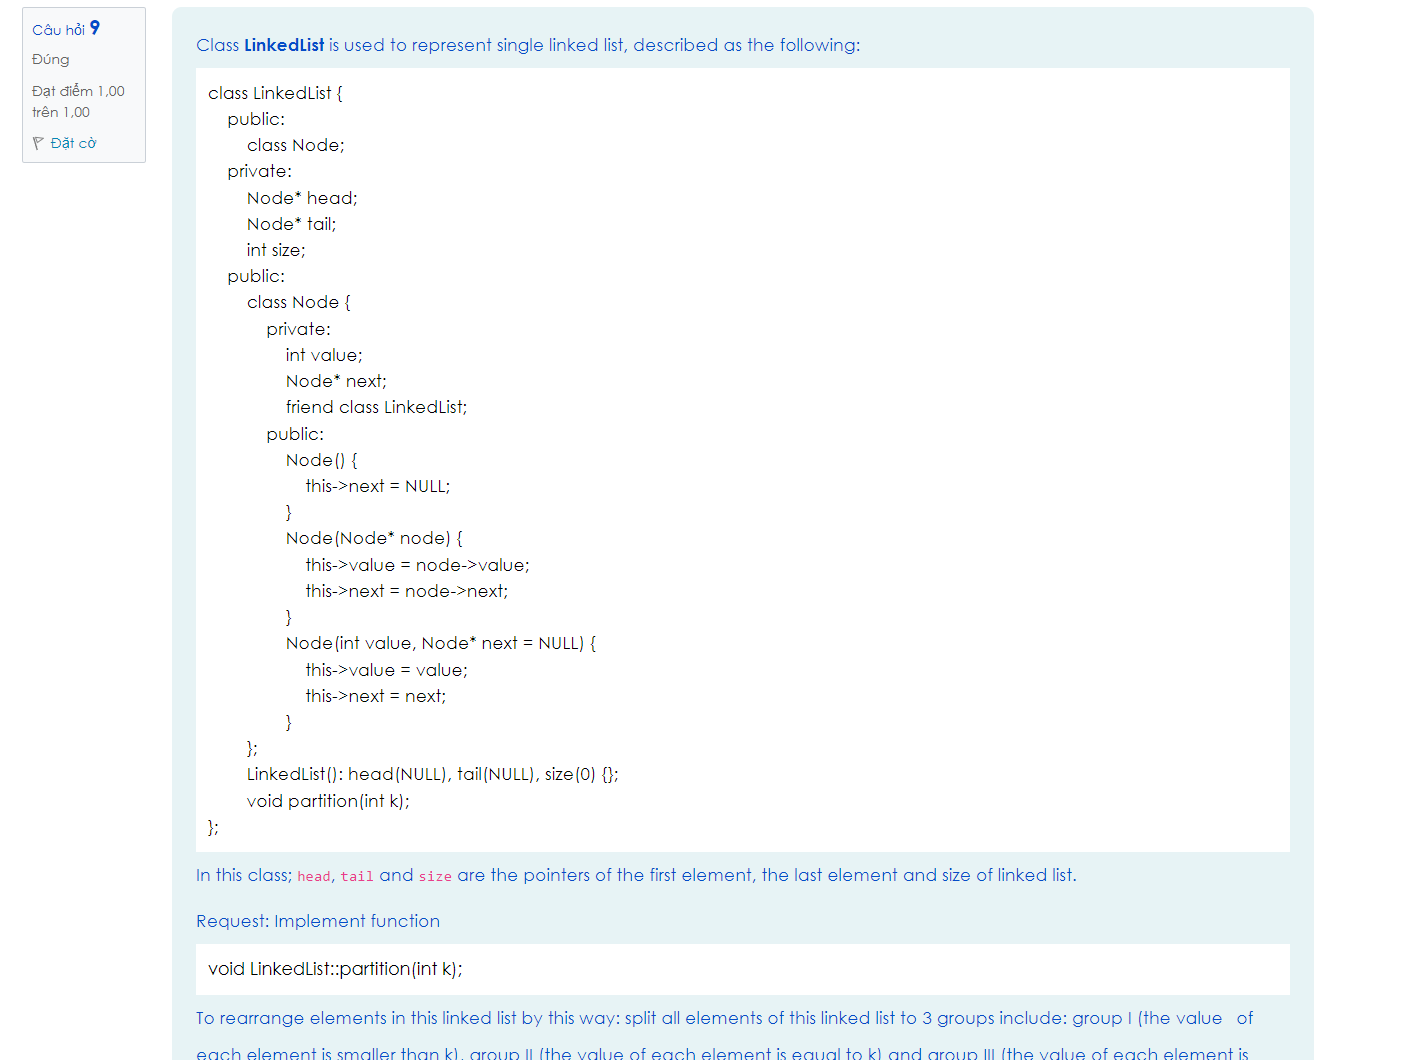 Câu hỏi 9
Đúng
Đạt điểm 1,00
trên 1,00
Đặt cờ
Class LinkedList is used to represent single linked list, described as the following:
class LinkedList {
public:
class Node;
private:
Node* head;
Node* tail;
int size;
public:
class Node {
private:
int value;
Node* next;
friend class LinkedList;
public:
Node() {
this->next = NULL;
}
Node(Node* node) {
this->value = node->value;
this->next = node->next;
}
Node(int value, Node* next = NULL) {
this->value = value;
this->next = next;
}
};
LinkedList(): head(NULL), tail(NULL), size(0) {};
void partition(int k);
};
In this class; head, tail and size are the pointers of the first element, the last element and size of linked list.
Request: Implement function
void LinkedList::partition(int k);
To rearrange elements in this linked list by this way: split all elements of this linked list to 3 groups include: group I (the value of
each element is smaller than k), group II (the value of each element is equal to k) and group III (the value of each element is